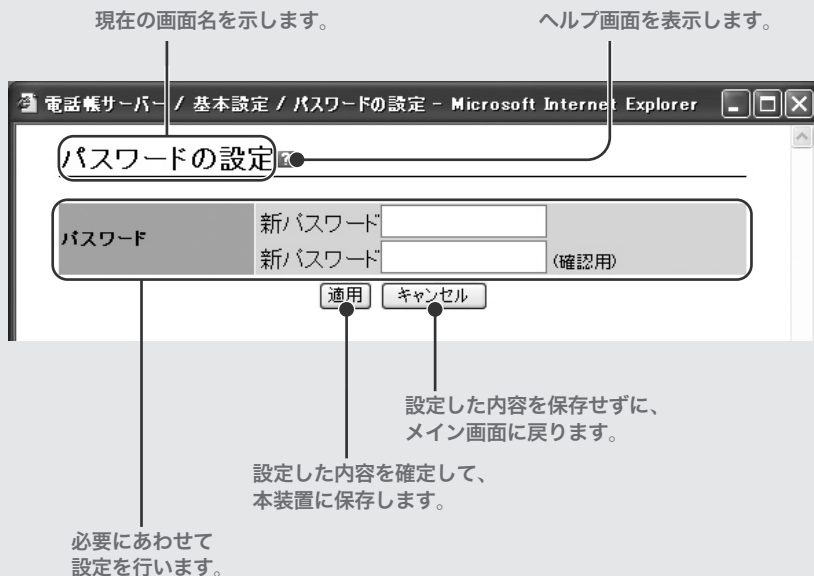 現在の画面名を示します。
ヘルプ画面を表示します。
電話帳サーバー / 基本設定 / パスワードの設定 - Microsoft Internet Explorer
パスワードの設定 ?
パスワード
新パスワード
新パスワード (確認用)
適用 キャンセル
設定した内容を保存せずに、
メイン画面に戻ります。
設定した内容を確定して、
本装置に保存します。
必要にあわせて
設定を行います。